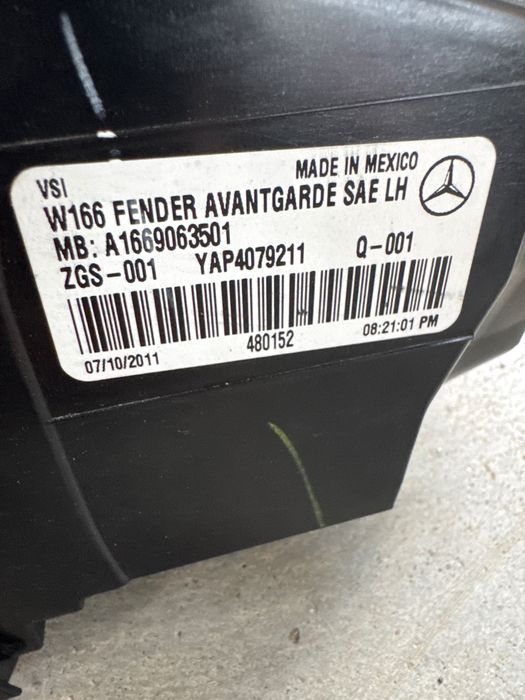 VSI MADE IN MEXICO
W166 FENDER AVANTGARDE SAE LH
MB: A1669063501
ZGS-001 YAP4079211 Q-001
07/10/2011 480152 08:21:01 PM